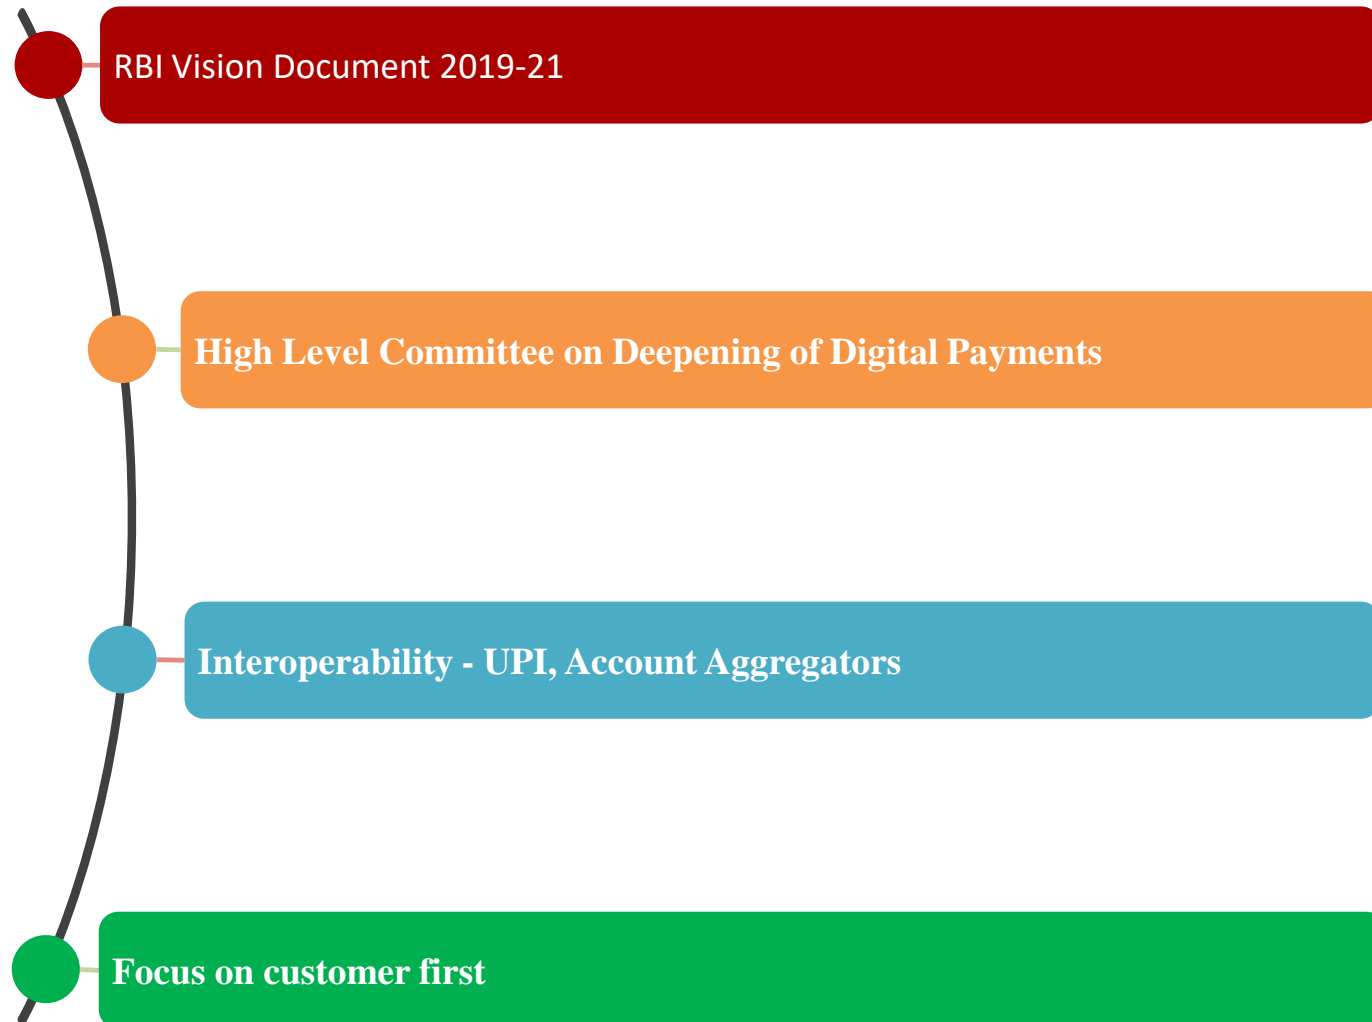 RBI Vision Document 2019-21
High Level Committee on Deepening of Digital Payments
Interoperability - UPI, Account Aggregators
Focus on customer first